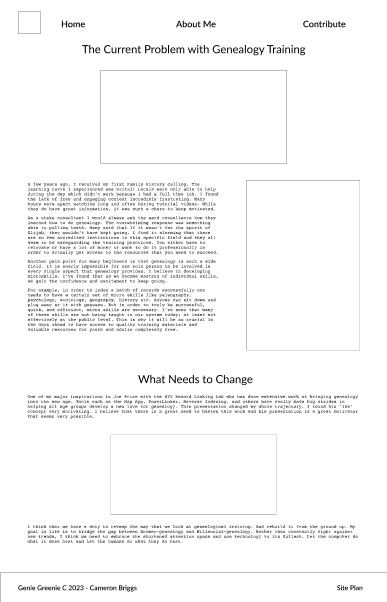 Home About Me Contribute
The Current Problem with Genealogy Training
A few years ago, I received my first Family History calling. The
learning curve I experienced was brutal: locals were only able to help
during the day which didn't work because I had a full time job. I found
the lack of free and engaging content incredibly frustrating. Many
hours were spent watching long and often boring tutorial videos. While
they do have great information, it was such a chore to keep motivated.
As a stake consultant I would always ask the ward consultants how they
learned how to do genealogy. The overwhelming response was something
akin to pulling teeth. Many said that if it wasn't for the spirit of
Elijah, they wouldn't have kept going. I find it alarming that there
are so few accredited institutions in this specific field and they all
seem to be safeguarding the training practices. You either have to
relocate or have a lot of money or want to do it professionally in
order to actually get access to the resources that you need to succeed.
Another pain point for many beginners is that genealogy is such a wide
field. It is nearly impossible for one sole person to be involved in
every single aspect that genealogy provides. I believe in developing
microskills. I've found that as we become masters of individual skills,
we gain the confidence and excitement to keep going.
For example, in order to index a batch of records successfully one
needs to have a certain set of micro skills like paleography,
psychology, sociology, geography, history etc. Anyone can sit down and
plug away at it with guesses. But in order to truly be successful,
quick, and efficient, micro skills are necessary. I've seen that many
of these skills are not being taught in our system today; at least not
effectively at the public level. This is why it will be so crucial in
the days ahead to have access to quality training materials and
valuable resources for youth and adults completely free.
What Needs to Change
One of my major inspirations is Joe Price with the BYU Record Linking Lab who has done extensive work at bringing genealogy
into the new age. Tools such as the Map App, PowerLinker, Reverse Indexing, and others have really made big strides in
helping all age groups develop a new love for genealogy. This presentation changed my whole trajectory. I found his '10X'
concept very motivating. I believe that there is a great need to hasten this work and his presentation is a great motivator
that seems very possible.
I think that we have a duty to revamp the way that we look at genealogical training. And rebuild it from the ground up. My
goal in life is to bridge the gap between Boomer-genealogy and Millennial-Genealogy. Rather than constantly fight against
new trends, I think we need to embrace the shortened attention spans and use technology to its fullest. Let the computer do
what it does best and let the humans do what they do best.
Genie Greenie C 2023 - Cameron Briggs Site Plan